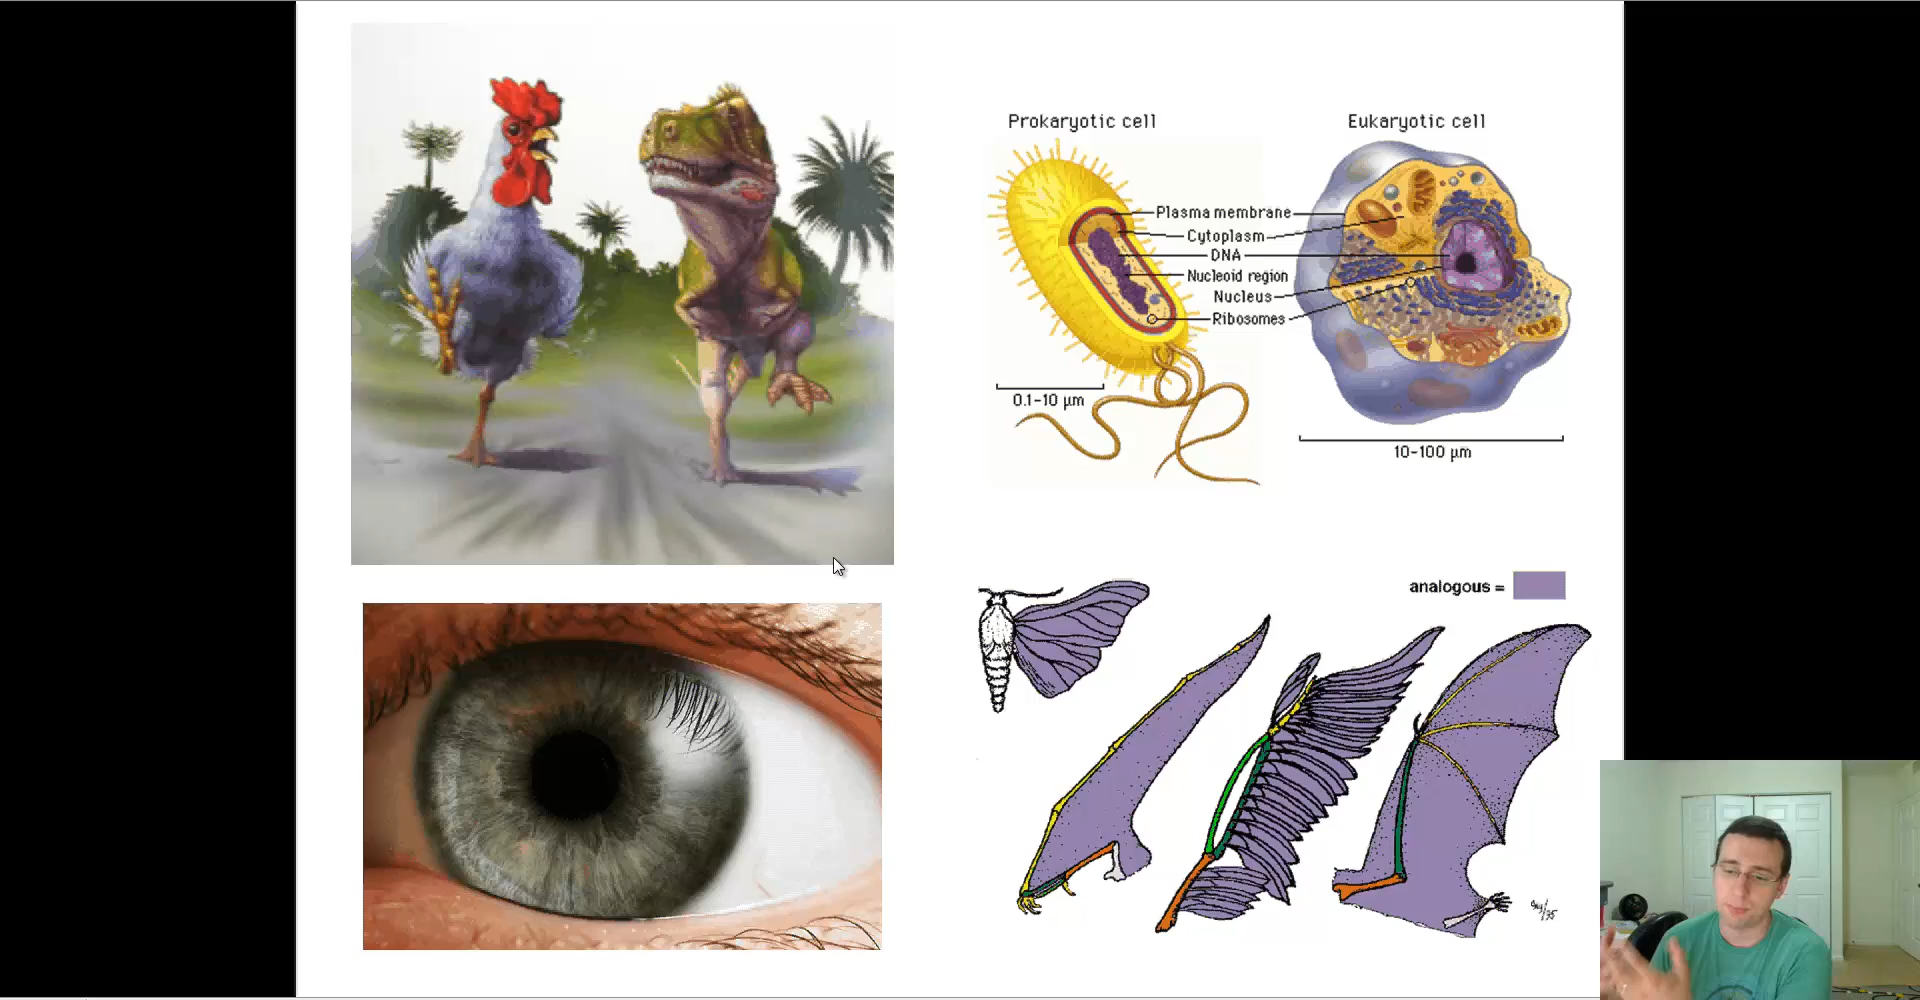 Prokaryotic cell
Eukaryotic cell
Plasma membrane
Cytoplasm
DNA
Nucleoid region
Nucleus
Ribosomes
0.1-10 µm
10-100 µm
analogous =